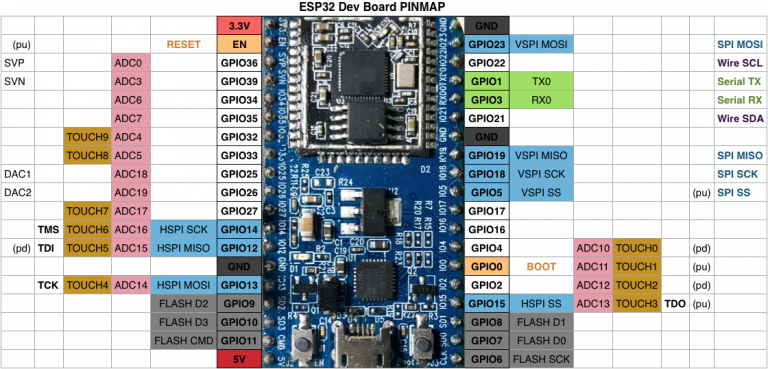 ESP32 Dev Board PINMAP
3.3V GND
(pu) RESET EN GPIO23 VSPI MOSI SPI MOSI
SVP ADC0 GPIO36 GPIO22 Wire SCL
SVN ADC3 GPIO39 GPIO1 TX0 Serial TX
ADC6 GPIO34 GPIO3 RX0 Serial RX
ADC7 GPIO35 GPIO21 Wire SDA
TOUCH9 ADC4 GPIO32 GND
TOUCH8 ADC5 GPIO33 GPIO19 VSPI MISO SPI MISO
DAC1 ADC18 GPIO25 GPIO18 VSPI SCK SPI SCK
DAC2 ADC19 GPIO26 GPIO5 VSPI SS (pu) SPI SS
TOUCH7 ADC17 GPIO27 GPIO17
TMS TOUCH6 ADC16 HSPI SCK GPIO14 GPIO16
(pd) TDI TOUCH5 ADC15 HSPI MISO GPIO12 GPIO4 ADC10 TOUCH0 (pd)
GND GPIO0 BOOT ADC11 TOUCH1 (pu)
TCK TOUCH4 ADC14 HSPI MOSI GPIO13 GPIO2 ADC12 TOUCH2 (pd)
FLASH D2 GPIO9 GPIO15 HSPI SS ADC13 TOUCH3 TDO (pu)
FLASH D3 GPIO10 GPIO8 FLASH D1
FLASH CMD GPIO11 GPIO7 FLASH D0
5V GPIO6 FLASH SCK